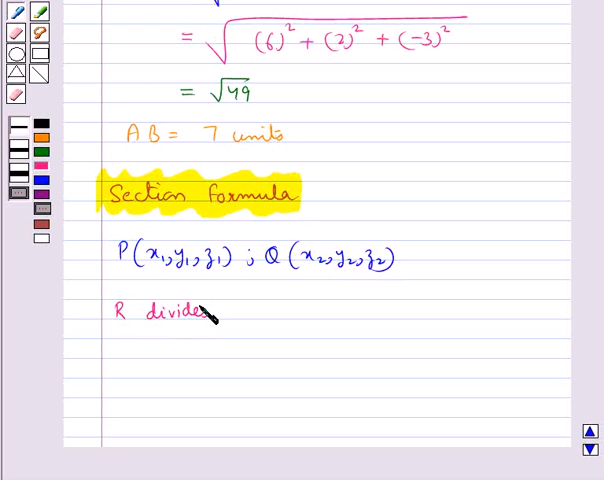 = √(6)² + (2)² + (-3)²
= √49
AB = 7 units
Section formula
P(x₁,y₁,z₁) ; Q(x₂,y₂,z₂)
R divides